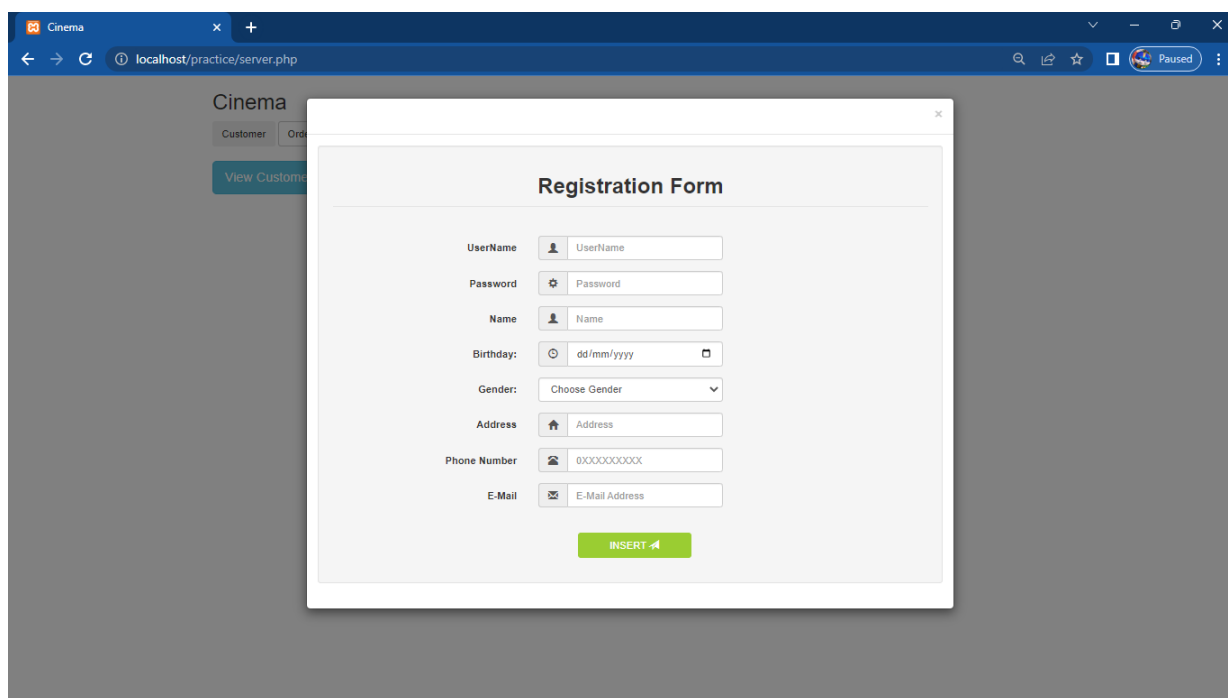 Cinema
localhost/practice/server.php
Paused
Cinema
Customer
View Custome
Registration Form
UserName UserName
Password Password
Name Name
Birthday: dd/mm/yyyy
Gender: Choose Gender
Address Address
Phone Number 0XXXXXXXXX
E-Mail E-Mail Address
INSERT